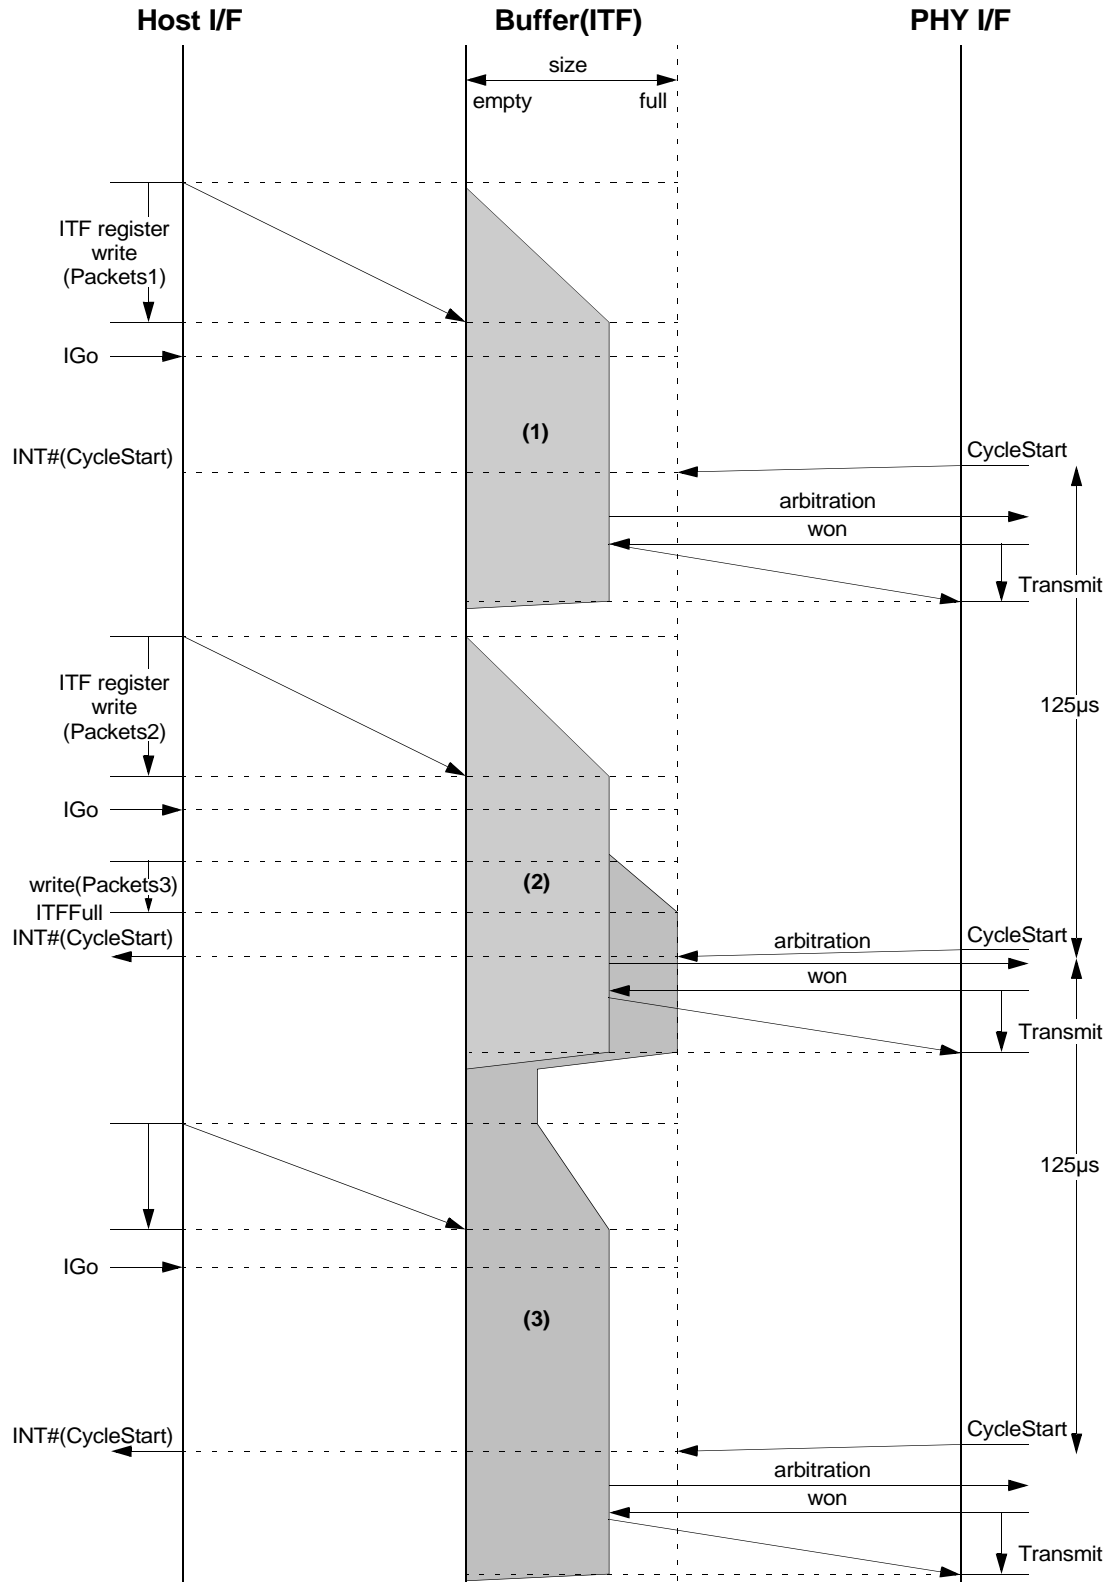 Host I/F
Buffer(ITF)
PHY I/F
size
empty
full
ITF register
write
(Packets1)
IGo
(1)
INT#(CycleStart)
CycleStart
arbitration
won
Transmit
ITF register
write
(Packets2)
125µs
IGo
write(Packets3)
(2)
ITFFull
INT#(CycleStart)
arbitration
CycleStart
won
Transmit
125µs
IGo
(3)
INT#(CycleStart)
CycleStart
arbitration
won
Transmit